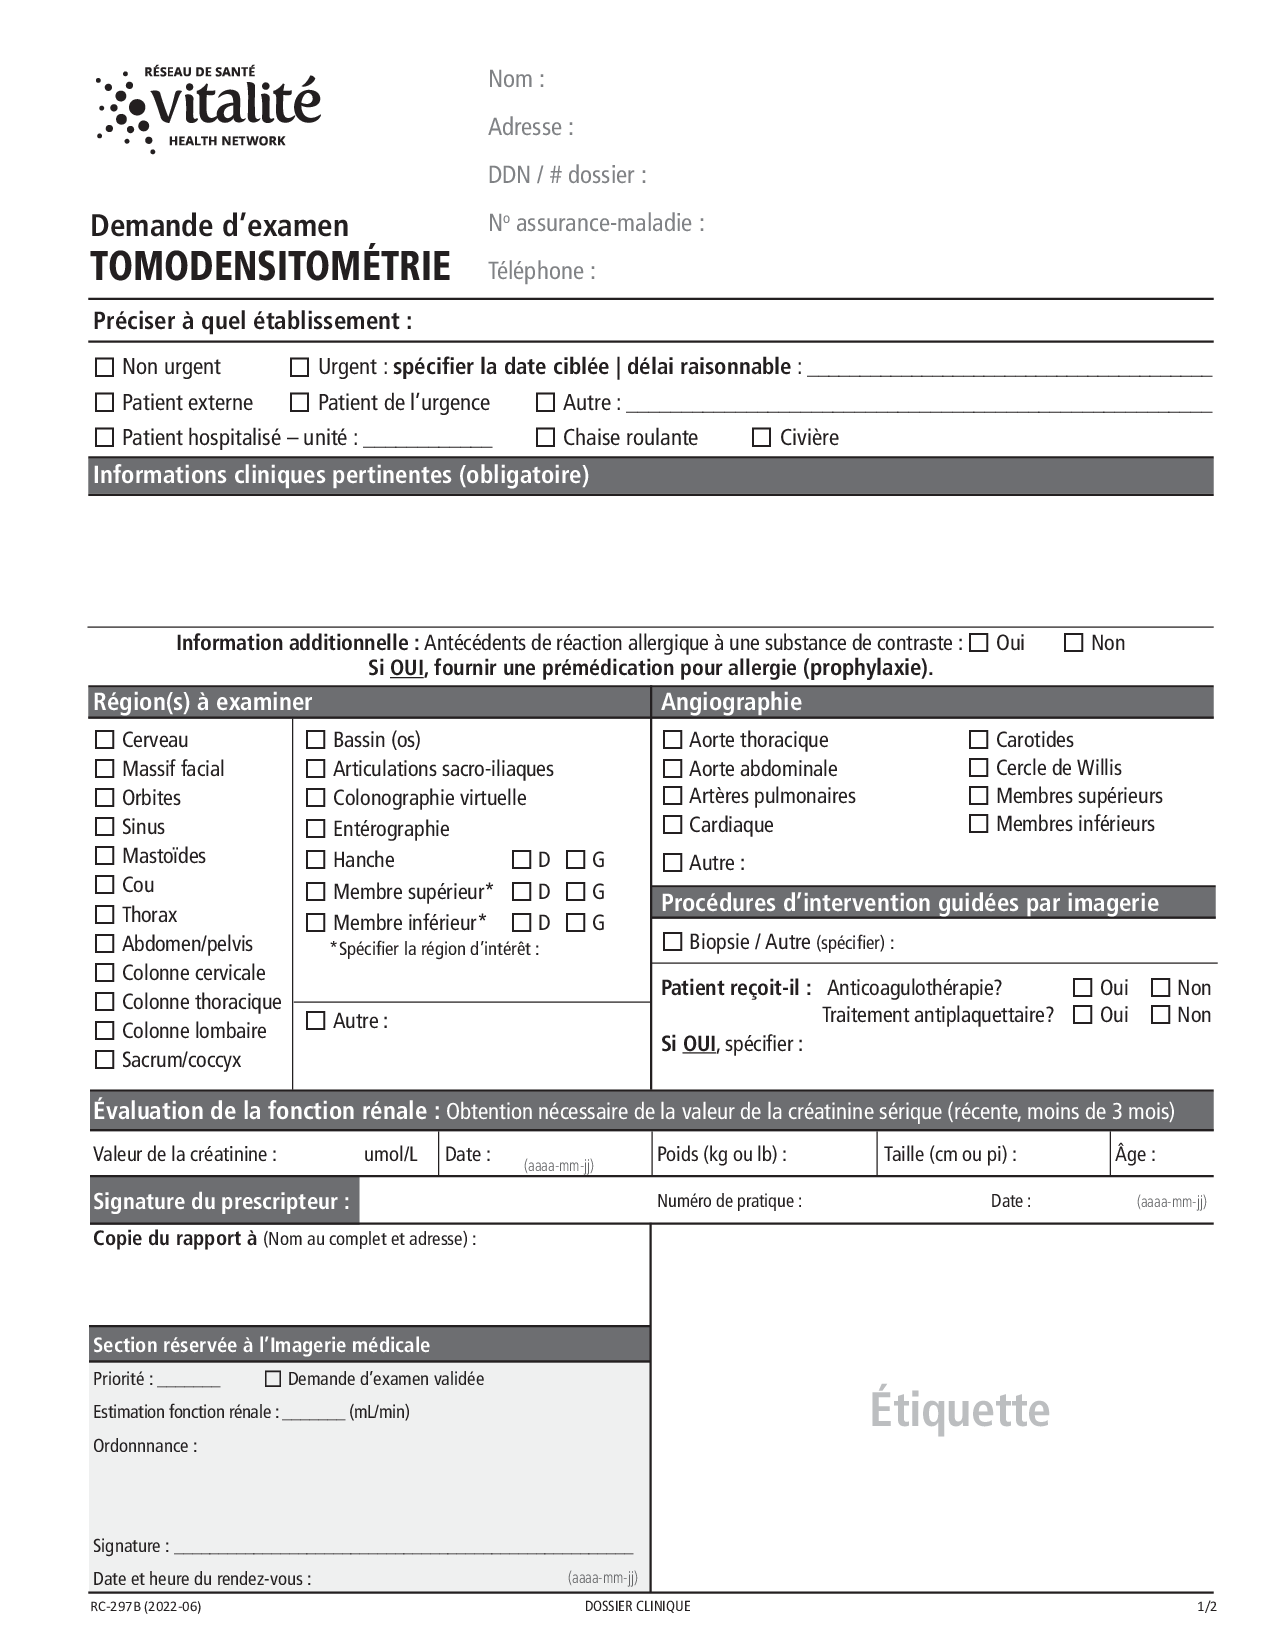 RÉSEAU DE SANTÉ
vitalité
HEALTH NETWORK
Nom :
Adresse :
DDN / # dossier :
Nº assurance-maladie :
Téléphone :
Demande d’examen
TOMODENSITOMÉTRIE
Préciser à quel établissement :
Non urgent Urgent : spécifier la date ciblée | délai raisonnable : ____________________________________
Patient externe Patient de l’urgence Autre : ____________________________________________________
Patient hospitalisé – unité : ____________ Chaise roulante Civière
Informations cliniques pertinentes (obligatoire)
Information additionnelle : Antécédents de réaction allergique à une substance de contraste : Oui Non
Si OUI, fournir une prémédication pour allergie (prophylaxie).
Région(s) à examiner
Cerveau
Massif facial
Orbites
Sinus
Mastoïdes
Cou
Thorax
Abdomen/pelvis
Colonne cervicale
Colonne thoracique
Colonne lombaire
Sacrum/coccyx
Bassin (os)
Articulations sacro-iliaques
Colonographie virtuelle
Entérographie
Hanche D G
Membre supérieur* D G
Membre inférieur* D G
*Spécifier la région d’intérêt :
Autre :
Angiographie
Aorte thoracique Carotides
Aorte abdominale Cercle de Willis
Artères pulmonaires Membres supérieurs
Cardiaque Membres inférieurs
Autre :
Procédures d’intervention guidées par imagerie
Biopsie / Autre (spécifier) :
Patient reçoit-il : Anticoagulothérapie? Oui Non
Traitement antiplaquettaire? Oui Non
Si OUI, spécifier :
Évaluation de la fonction rénale : Obtention nécessaire de la valeur de la créatinine sérique (récente, moins de 3 mois)
Valeur de la créatinine : umol/L Date : (aaaa-mm-jj) Poids (kg ou lb) : Taille (cm ou pi) : Âge :
Signature du prescripteur : Numéro de pratique : Date : (aaaa-mm-jj)
Copie du rapport à (Nom au complet et adresse) :
Section réservée à l’Imagerie médicale
Priorité : _______ Demande d’examen validée
Estimation fonction rénale : _______ (mL/min)
Ordonnnance :
Signature : ____________________________________________________
Date et heure du rendez-vous : (aaaa-mm-jj)
Étiquette
RC-297B (2022-06) DOSSIER CLINIQUE 1/2